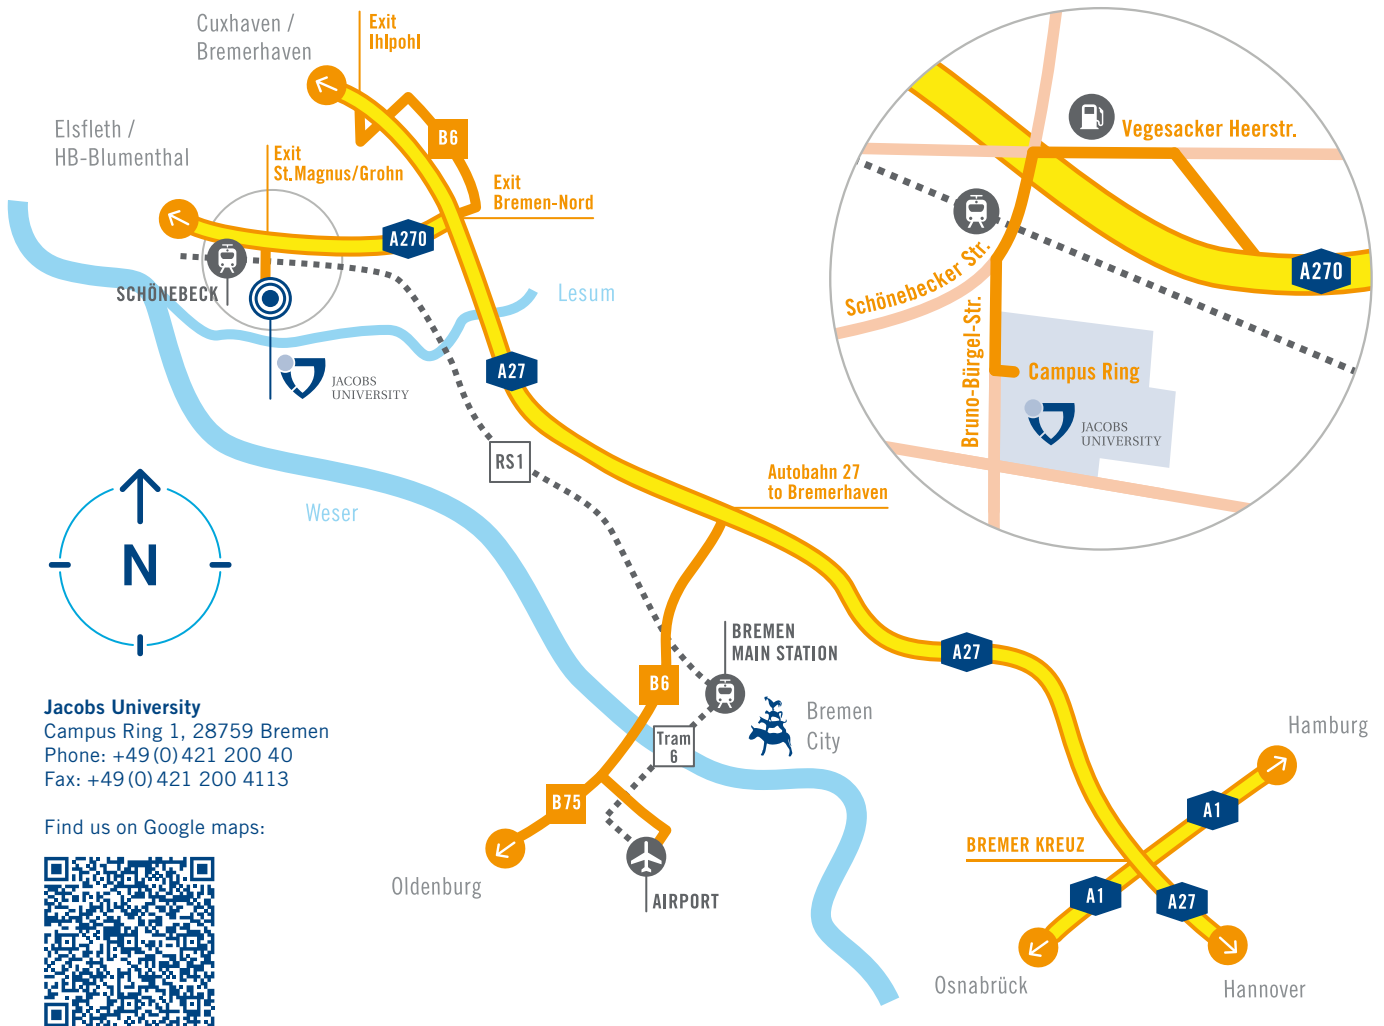 Cuxhaven /
Bremerhaven
Exit
Ihlpohl
Elsfleth /
HB-Blumenthal
Exit
St. Magnus/Grohn
B6
Exit
Bremen-Nord
A270
SCHÖNEBECK
Lesum
JACOBS
UNIVERSITY
A27
RS1
Weser
Autobahn 27
to Bremerhaven
N
BREMEN
MAIN STATION
B6
A27
Bremen
City
Tram
6
B75
Oldenburg
AIRPORT
Hamburg
A1
BREMER KREUZ
A1
A27
Osnabrück
Hannover
Vegesacker Heerstr.
Schönebecker Str.
A270
Bruno-Bürgel-Str.
Campus Ring
JACOBS
UNIVERSITY
Jacobs University
Campus Ring 1, 28759 Bremen
Phone: +49 (0) 421 200 40
Fax: +49 (0) 421 200 4113
Find us on Google maps: